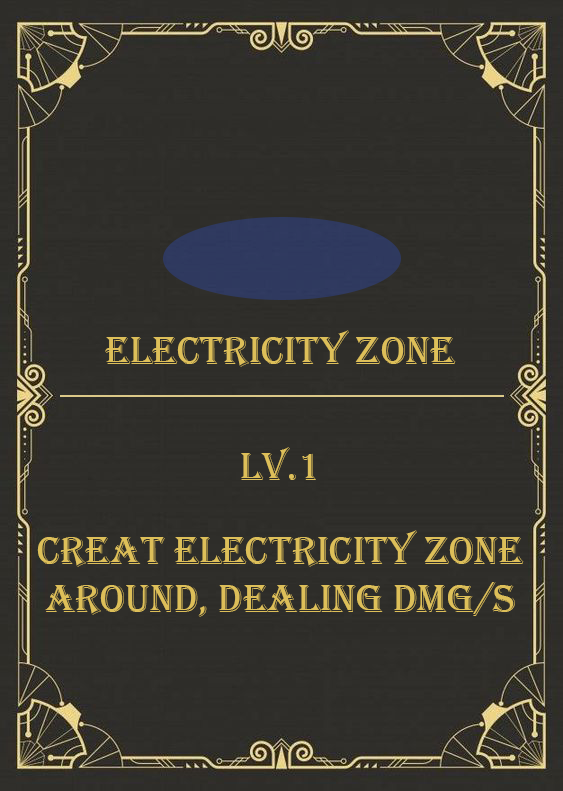 ELECTRICITY ZONE
LV.1
CREAT ELECTRICITY ZONE
AROUND, DEALING DMG/S